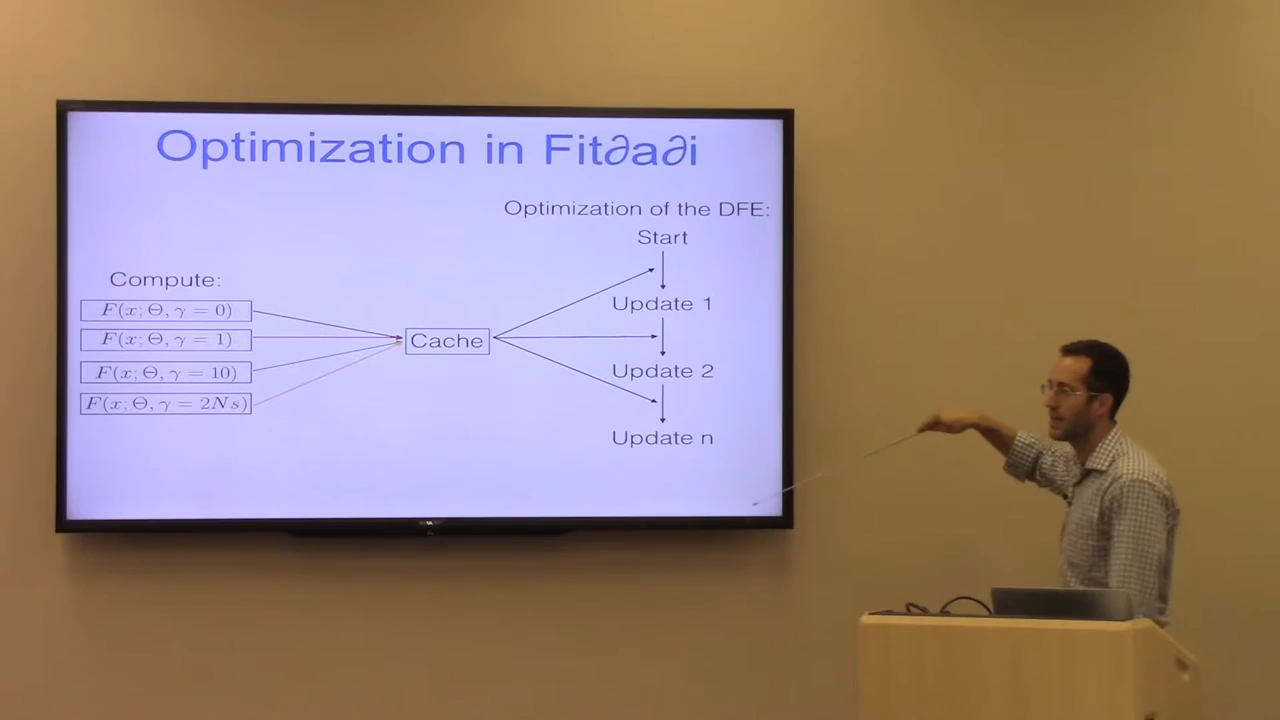 Optimization in Fit∂a∂i
Optimization of the DFE:
Start
Compute:
F(x; Θ, γ = 0)
F(x; Θ, γ = 1)
F(x; Θ, γ = 10)
F(x; Θ, γ = 2Ns)
Cache
Update 1
Update 2
Update n